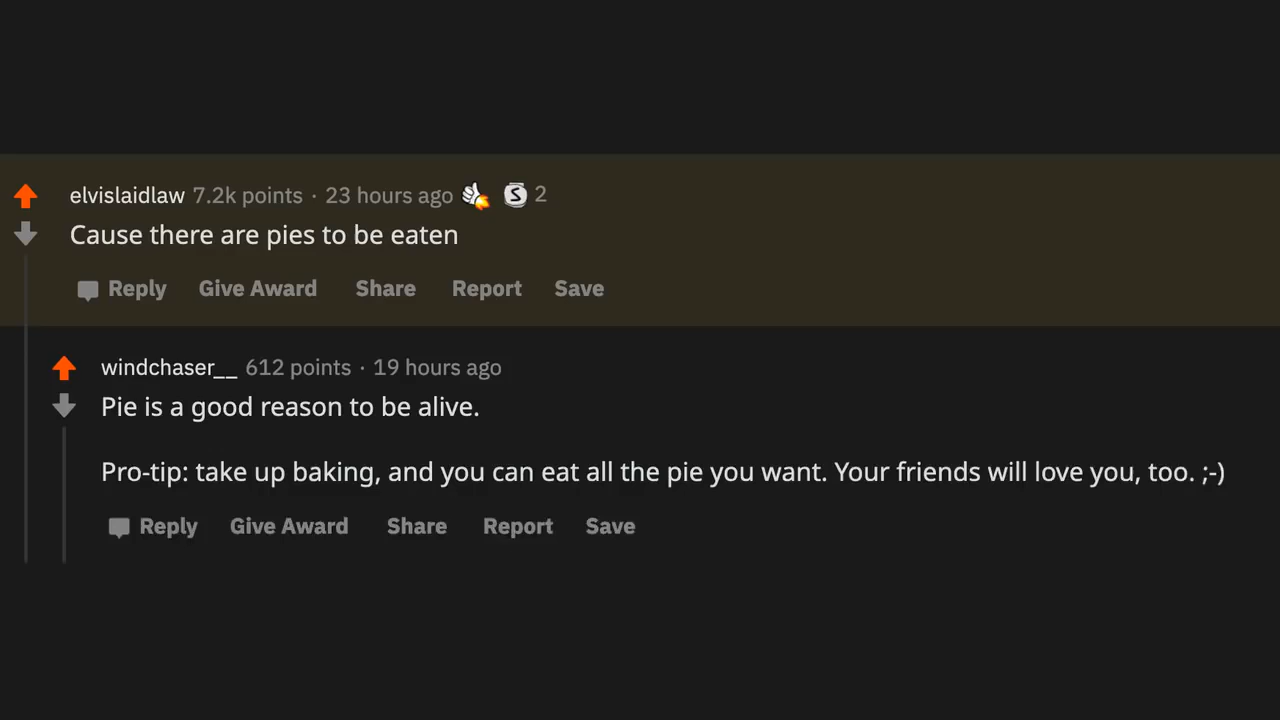 elvislaidlaw 7.2k points · 23 hours ago S 2
Cause there are pies to be eaten
Reply Give Award Share Report Save
windchaser__ 612 points · 19 hours ago
Pie is a good reason to be alive.
Pro-tip: take up baking, and you can eat all the pie you want. Your friends will love you, too. ;-)
Reply Give Award Share Report Save